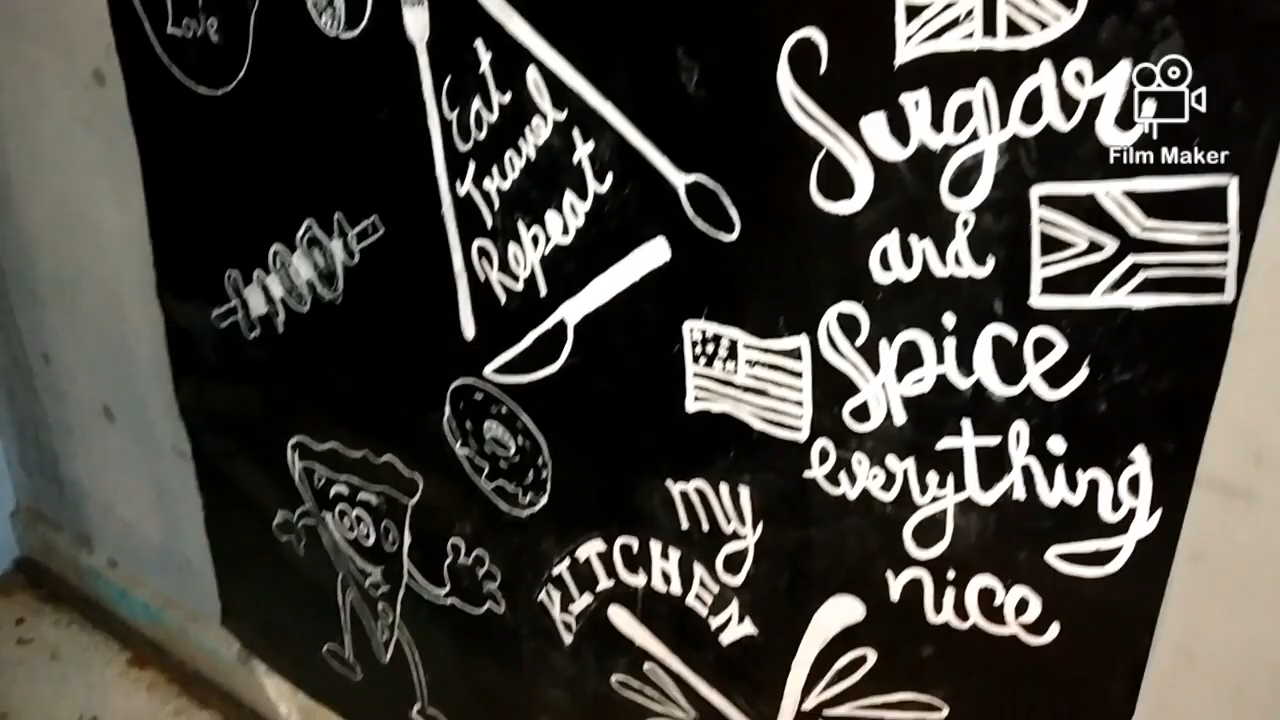 Love
Eat
Travel
Repeat
Sugar
and
Spice
everything
nice
my
KITCHEN
Film Maker